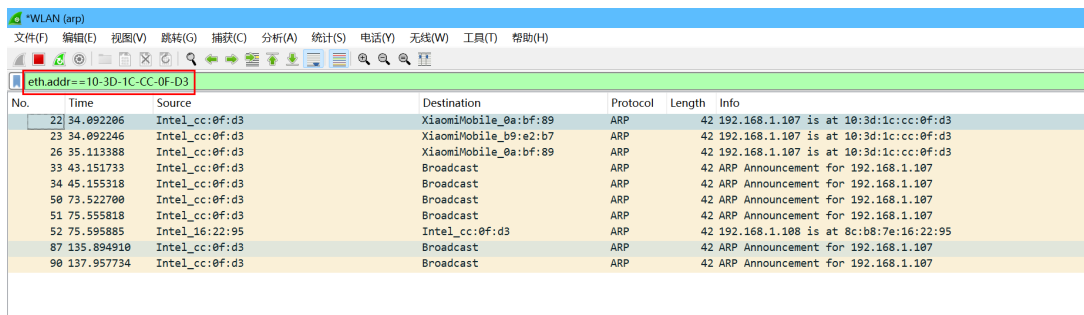 *WLAN (arp)
文件(F) 编辑(E) 视图(V) 跳转(G) 捕获(C) 分析(A) 统计(S) 电话(Y) 无线(W) 工具(T) 帮助(H)
eth.addr==10-3D-1C-CC-0F-D3
No. Time Source Destination Protocol Length Info
22 34.092206 Intel_cc:0f:d3 XiaomiMobile_0a:bf:89 ARP 42 192.168.1.107 is at 10:3d:1c:cc:0f:d3
23 34.092246 Intel_cc:0f:d3 XiaomiMobile_b9:e2:b7 ARP 42 192.168.1.107 is at 10:3d:1c:cc:0f:d3
26 35.113388 Intel_cc:0f:d3 XiaomiMobile_0a:bf:89 ARP 42 192.168.1.107 is at 10:3d:1c:cc:0f:d3
33 43.151733 Intel_cc:0f:d3 Broadcast ARP 42 ARP Announcement for 192.168.1.107
34 45.155318 Intel_cc:0f:d3 Broadcast ARP 42 ARP Announcement for 192.168.1.107
50 73.522700 Intel_cc:0f:d3 Broadcast ARP 42 ARP Announcement for 192.168.1.107
51 75.555818 Intel_cc:0f:d3 Broadcast ARP 42 ARP Announcement for 192.168.1.107
52 75.595885 Intel_16:22:95 Intel_cc:0f:d3 ARP 42 192.168.1.108 is at 8c:b8:7e:16:22:95
87 135.894910 Intel_cc:0f:d3 Broadcast ARP 42 ARP Announcement for 192.168.1.107
90 137.957734 Intel_cc:0f:d3 Broadcast ARP 42 ARP Announcement for 192.168.1.107